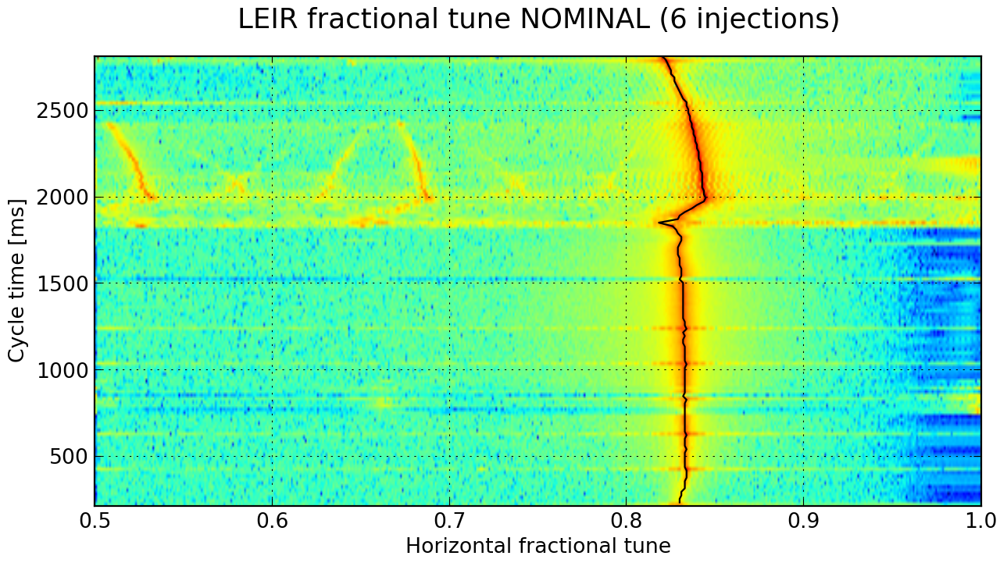 LEIR fractional tune NOMINAL (6 injections)
Cycle time [ms]
2500
2000
1500
1000
500
0.5 0.6 0.7 0.8 0.9 1.0
Horizontal fractional tune